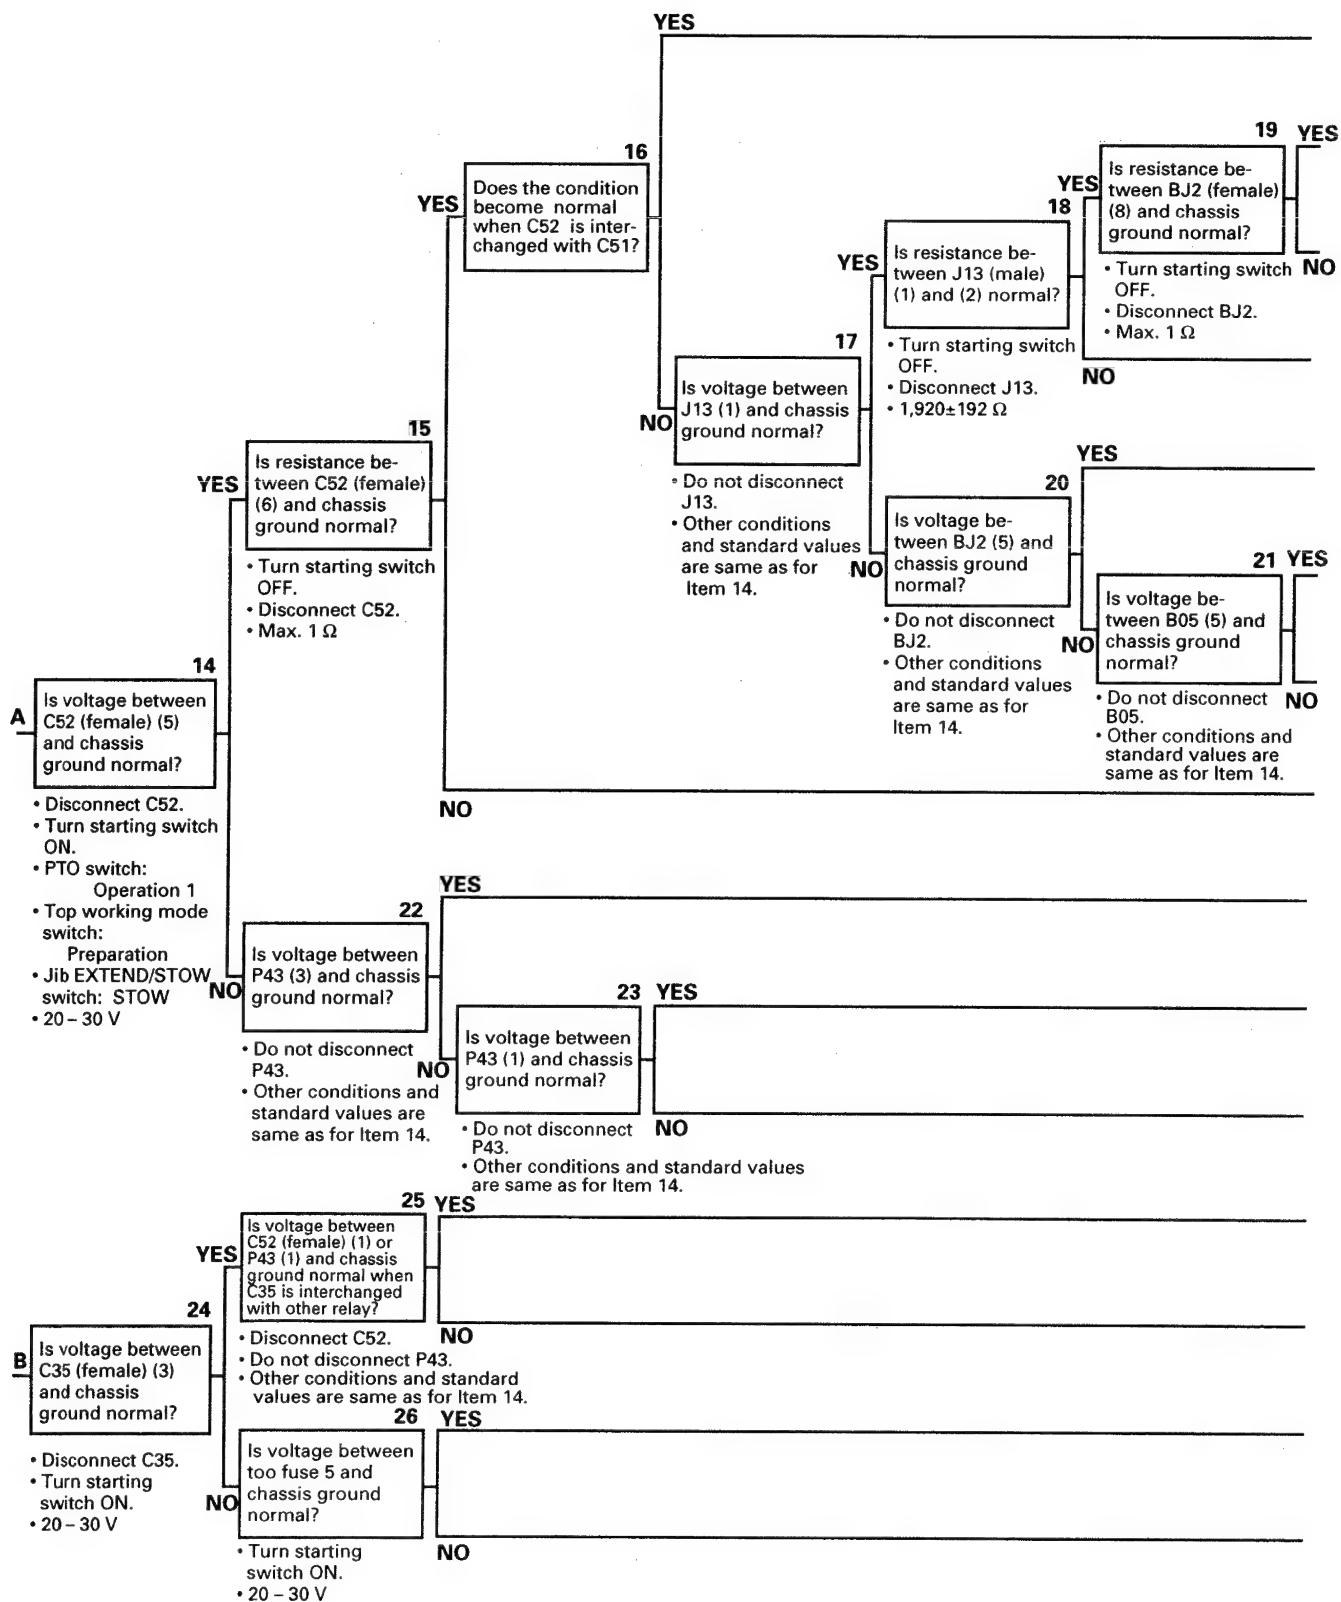 YES
19 YES
16
Is resistance be-
tween BJ2 (female)
(8) and chassis
ground normal?
YES
Does the condition
become normal
when C52 is inter-
changed with C51?
YES
18
NO
• Turn starting switch
OFF.
• Disconnect BJ2.
• Max. 1 Ω
YES
Is resistance be-
tween J13 (male)
(1) and (2) normal?
17
• Turn starting switch
OFF.
• Disconnect J13.
• 1,920±192 Ω
NO
Is voltage between
J13 (1) and chassis
ground normal?
NO
15
YES
Is resistance be-
tween C52 (female)
(6) and chassis
ground normal?
YES
• Do not disconnect
J13.
• Other conditions
and standard values
are same as for
Item 14.
20
Is voltage be-
tween BJ2 (5) and
chassis ground
normal?
NO
• Turn starting switch
OFF.
• Disconnect C52.
• Max. 1 Ω
21 YES
Is voltage be-
tween B05 (5) and
chassis ground
normal?
NO
• Do not disconnect
BJ2.
• Other conditions
and standard values
are same as for
Item 14.
NO
• Do not disconnect
B05.
• Other conditions and
standard values are
same as for Item 14.
14
A
Is voltage between
C52 (female) (5)
and chassis
ground normal?
• Disconnect C52.
• Turn starting switch
ON.
• PTO switch:
Operation 1
• Top working mode
switch:
Preparation
• Jib EXTEND/STOW
switch: STOW
• 20 – 30 V
NO
NO
YES
22
Is voltage between
P43 (3) and chassis
ground normal?
• Do not disconnect
P43.
• Other conditions and
standard values are
same as for Item 14.
NO
23 YES
Is voltage between
P43 (1) and chassis
ground normal?
NO
• Do not disconnect
P43.
• Other conditions and standard values
are same as for Item 14.
25 YES
YES
Is voltage between
C52 (female) (1) or
P43 (1) and chassis
ground normal when
C35 is interchanged
with other relay?
NO
• Disconnect C52.
• Do not disconnect P43.
• Other conditions and standard
values are same as for Item 14.
24
B
Is voltage between
C35 (female) (3)
and chassis
ground normal?
• Disconnect C35.
• Turn starting
switch ON.
• 20 – 30 V
26 YES
NO
Is voltage between
too fuse 5 and
chassis ground
normal?
NO
• Turn starting
switch ON.
• 20 – 30 V